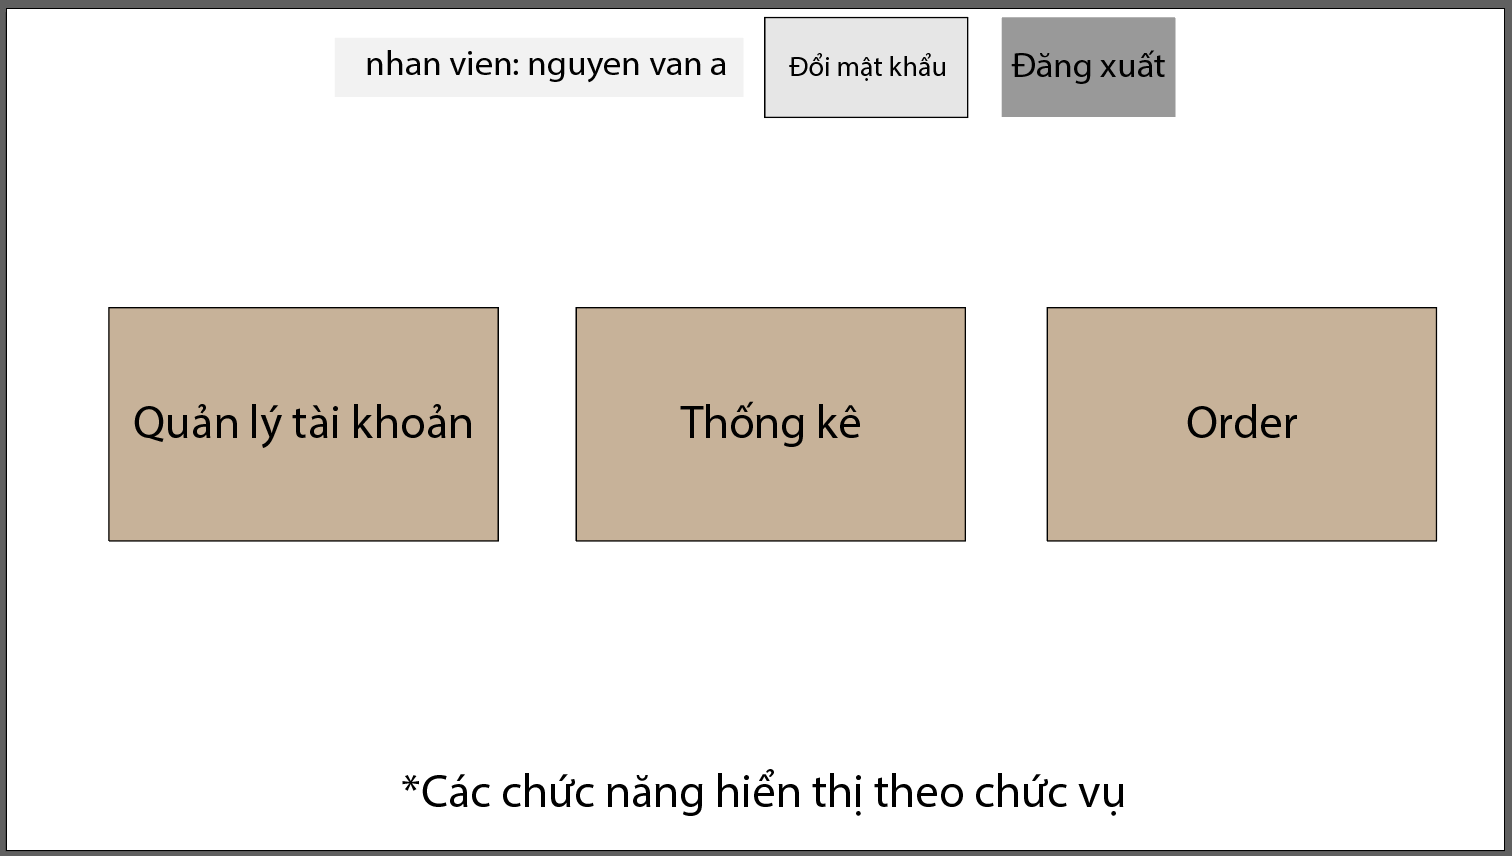 nhan vien: nguyen van a
Đổi mật khẩu
Đăng xuất
Quản lý tài khoản
Thống kê
Order
*Các chức năng hiển thị theo chức vụ